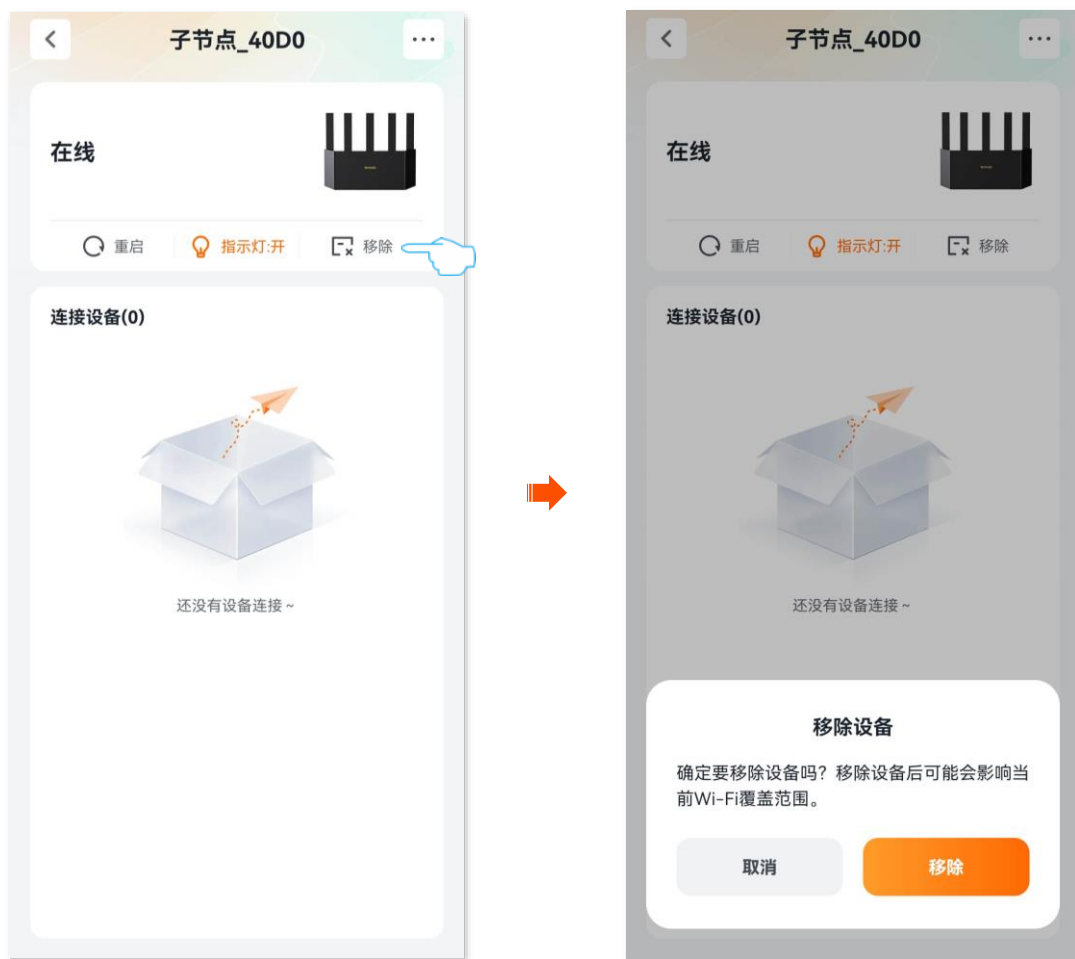 子节点_40D0
在线
重启
指示灯:开
移除
连接设备(0)
还没有设备连接~
子节点_40D0
在线
重启
指示灯:开
移除
连接设备(0)
还没有设备连接~
移除设备
确定要移除设备吗？移除设备后可能会影响当
前Wi-Fi覆盖范围。
取消
移除